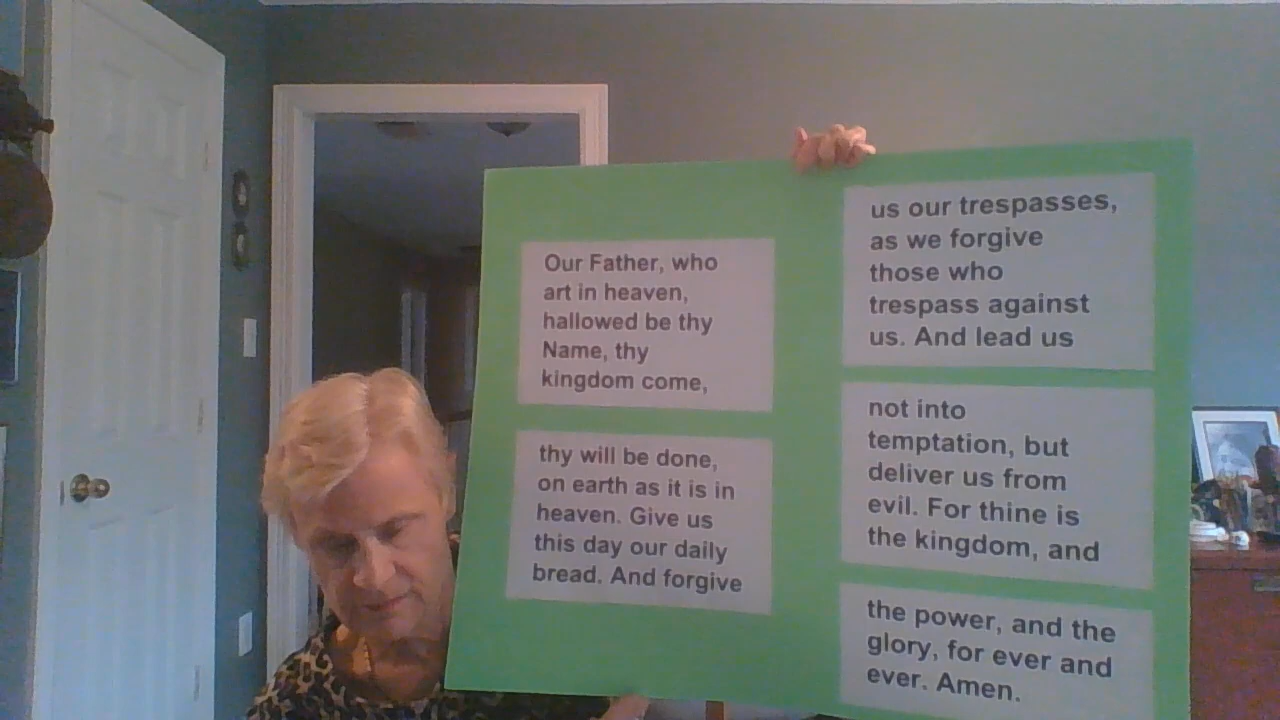 Our Father, who
art in heaven,
hallowed be thy
Name, thy
kingdom come,
thy will be done,
on earth as it is in
heaven. Give us
this day our daily
bread. And forgive
us our trespasses,
as we forgive
those who
trespass against
us. And lead us
not into
temptation, but
deliver us from
evil. For thine is
the kingdom, and
the power, and the
glory, for ever and
ever. Amen.